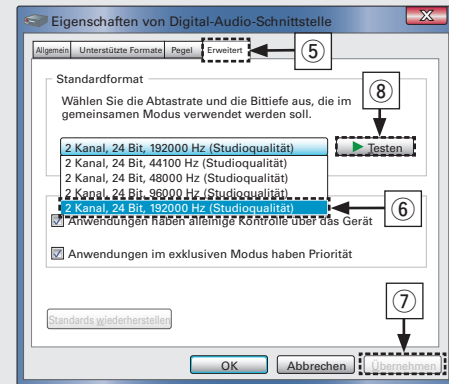 Eigenschaften von Digital-Audio-Schnittstelle
X
Allgemein Unterstützte Formate Pegel Erweitert
⑤
Standardformat
Wählen Sie die Abtastrate und die Bittiefe aus, die im
gemeinsamen Modus verwendet werden soll.
⑧
2 Kanal, 24 Bit, 192000 Hz (Studioqualität)
Testen
2 Kanal, 24 Bit, 44100 Hz (Studioqualität)
2 Kanal, 24 Bit, 48000 Hz (Studioqualität)
2 Kanal, 24 Bit, 96000 Hz (Studioqualität)
2 Kanal, 24 Bit, 192000 Hz (Studioqualität)
⑥
Anwendungen haben alleinige Kontrolle über das Gerät
Anwendungen im exklusiven Modus haben Priorität
⑦
Standards wiederherstellen
OK Abbrechen Übernehmen